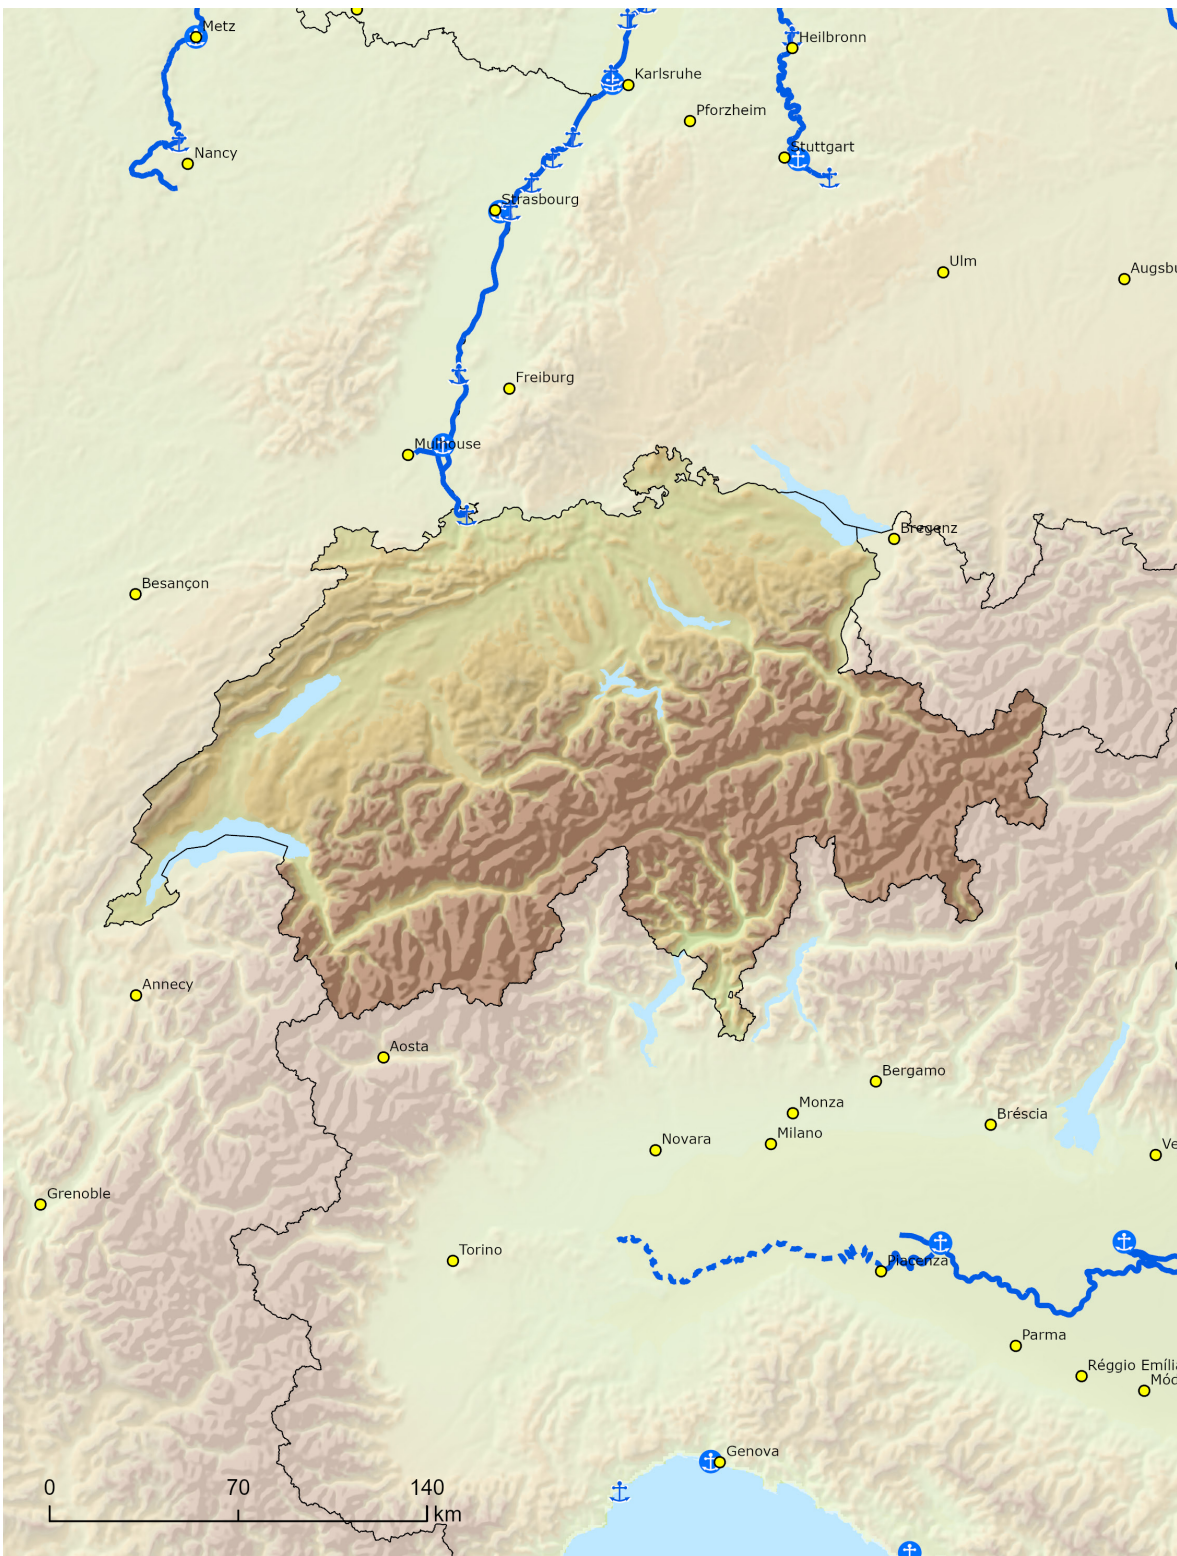 Metz
Heilbronn
Karlsruhe
Pforzheim
Stuttgart
Nancy
Strasbourg
Ulm
Augsbu
Freiburg
Mulhouse
Bregenz
Besançon
Annecy
Aosta
Bergamo
Monza
Bréscia
Milano
Novara
Ve
Grenoble
Torino
Piacenza
Parma
Réggio Emília
Móc
Genova
0 70 140
km